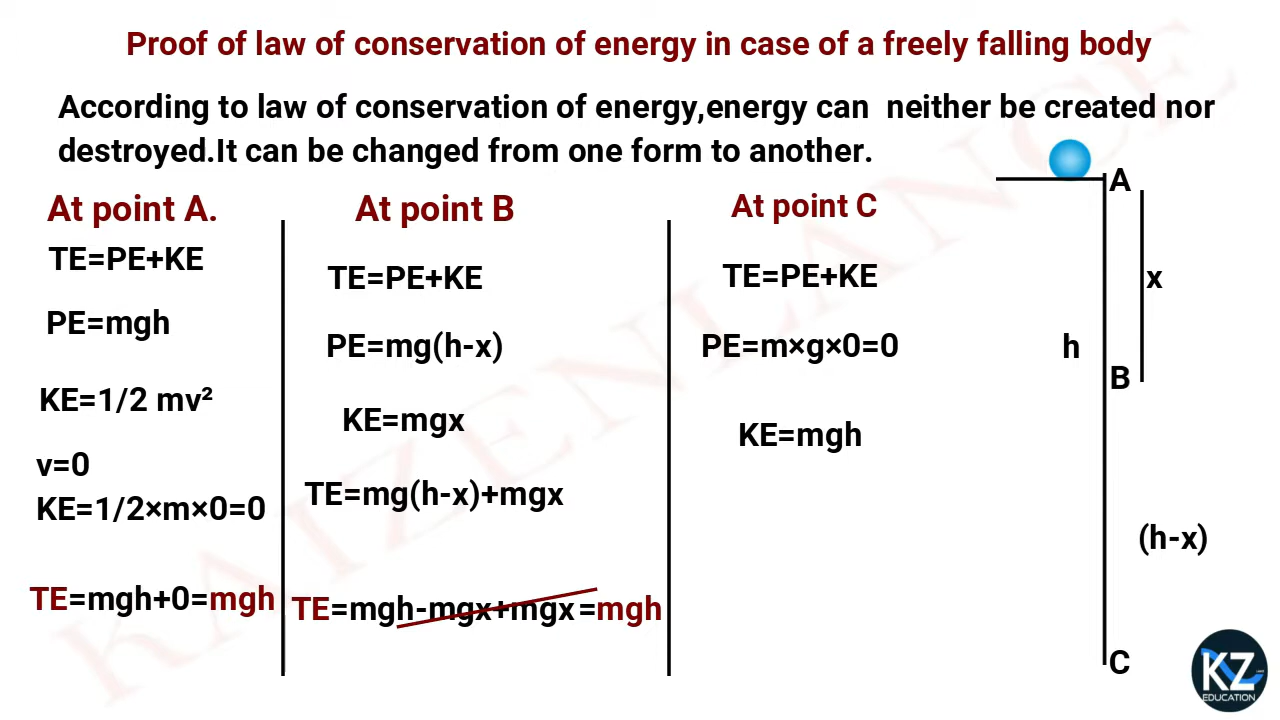 Proof of law of conservation of energy in case of a freely falling body
According to law of conservation of energy,energy can  neither be created nor
destroyed.It can be changed from one form to another.
At point A.
TE=PE+KE
PE=mgh
KE=1/2 mv²
v=0
KE=1/2×m×0=0
TE=mgh+0=mgh
At point B
TE=PE+KE
PE=mg(h-x)
KE=mgx
TE=mg(h-x)+mgx
TE=mgh-mgx+mgx=mgh
At point C
TE=PE+KE
PE=m×g×0=0
KE=mgh
A
x
h
B
(h-x)
C
KAIZENLANCE
KZ
EDUCATION